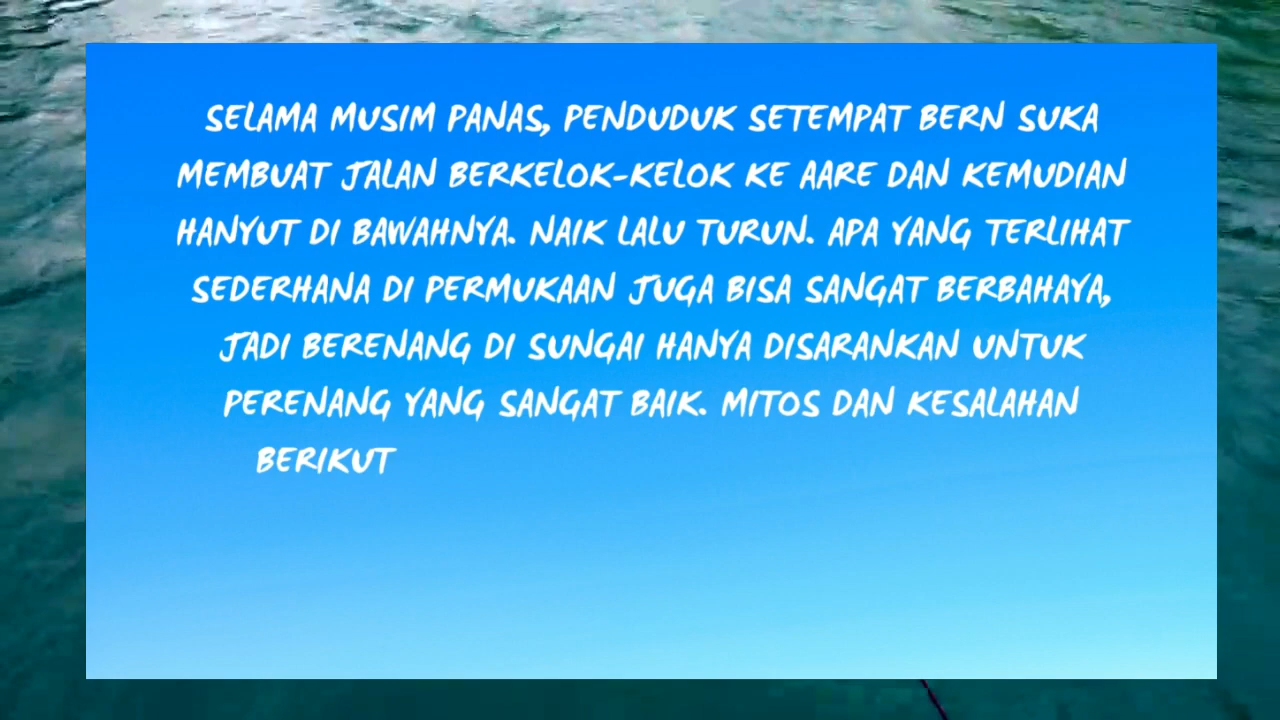 SELAMA MUSIM PANAS, PENDUDUK SETEMPAT BERN SUKA
MEMBUAT JALAN BERKELOK-KELOK KE AARE DAN KEMUDIAN
HANYUT DI BAWAHNYA. NAIK LALU TURUN. APA YANG TERLIHAT
SEDERHANA DI PERMUKAAN JUGA BISA SANGAT BERBAHAYA,
JADI BERENANG DI SUNGAI HANYA DISARANKAN UNTUK
PERENANG YANG SANGAT BAIK. MITOS DAN KESALAHAN
BERIKUT